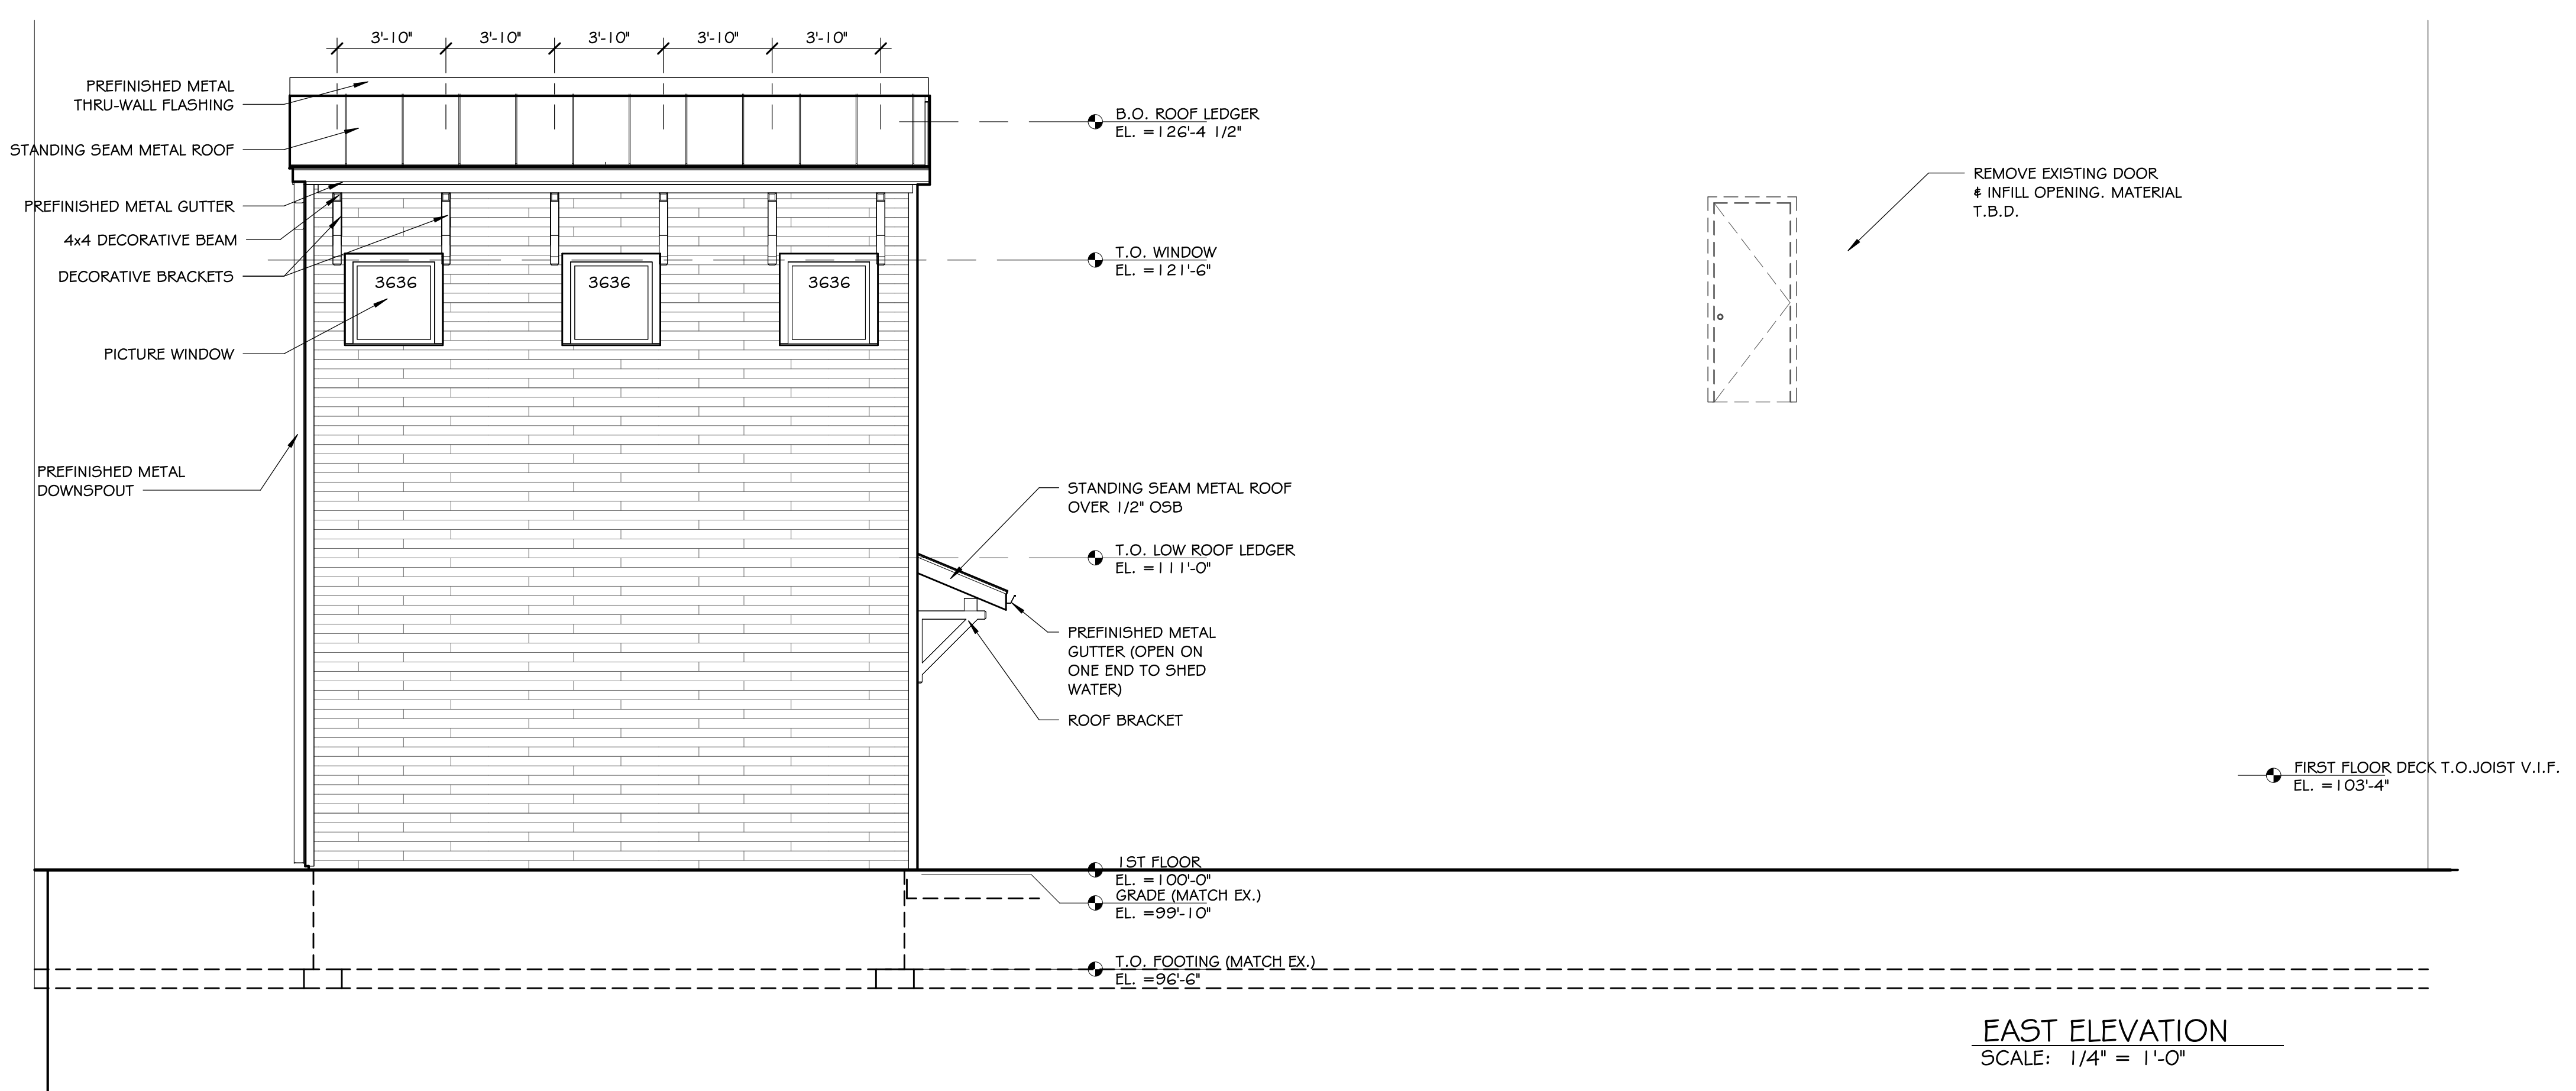 3'-10" 3'-10" 3'-10" 3'-10" 3'-10"
PREFINISHED METAL
THRU-WALL FLASHING
STANDING SEAM METAL ROOF
PREFINISHED METAL GUTTER
4x4 DECORATIVE BEAM
DECORATIVE BRACKETS
3636 3636 3636
PICTURE WINDOW
PREFINISHED METAL
DOWNSPOUT
B.O. ROOF LEDGER
EL. =126'-4 1/2"
T.O. WINDOW
EL. =121'-6"
REMOVE EXISTING DOOR
& INFILL OPENING. MATERIAL
T.B.D.
STANDING SEAM METAL ROOF
OVER 1/2" OSB
T.O. LOW ROOF LEDGER
EL. =111'-0"
PREFINISHED METAL
GUTTER (OPEN ON
ONE END TO SHED
WATER)
ROOF BRACKET
FIRST FLOOR DECK T.O.JOIST V.I.F.
EL. =103'-4"
1ST FLOOR
EL. =100'-0"
GRADE (MATCH EX.)
EL. =99'-10"
T.O. FOOTING (MATCH EX.)
EL. =96'-6"
EAST ELEVATION
SCALE: 1/4" = 1'-0"